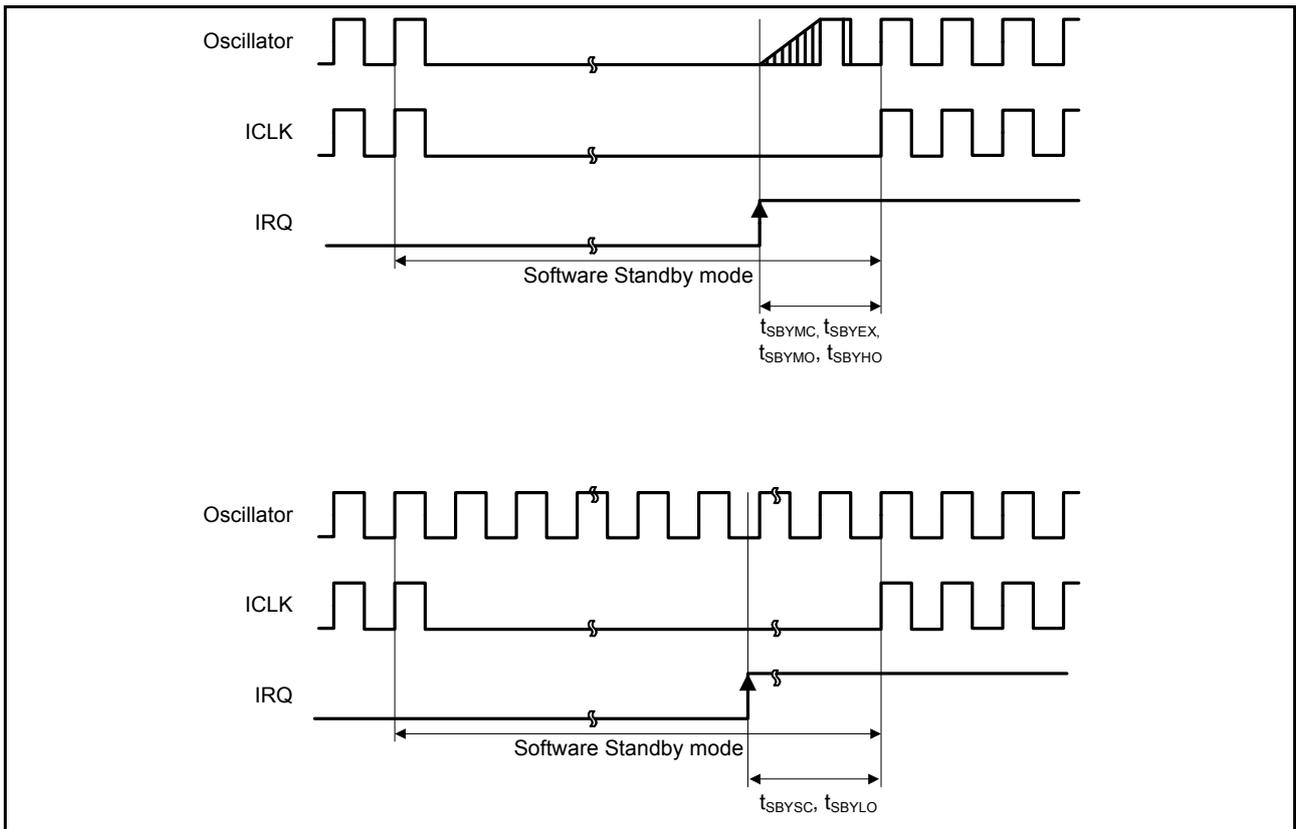 Oscillator
ICLK
IRQ
Software Standby mode
tSBYMC, tSBYEX,
tSBYMO, tSBYHO
Oscillator
ICLK
IRQ
Software Standby mode
tSBYSC, tSBYLO